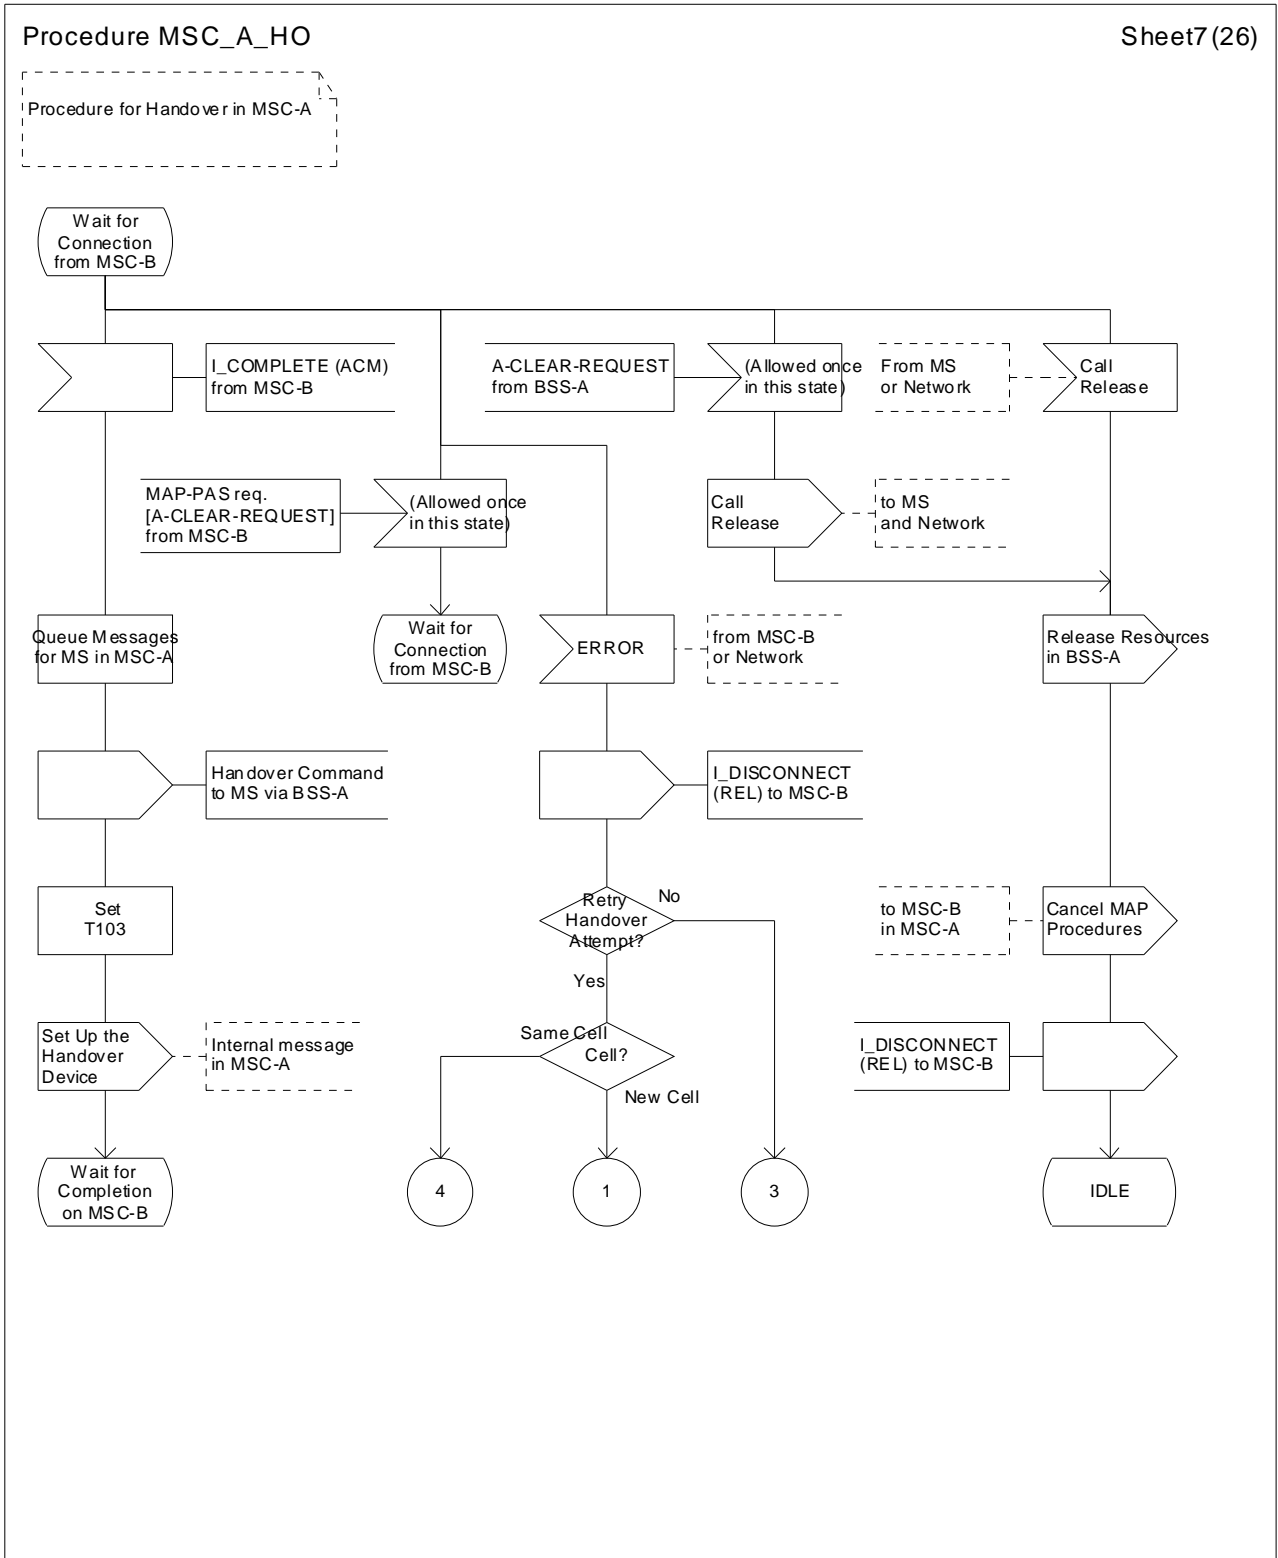 Procedure MSC_A_HO
Sheet7(26)
Procedure for Handover in MSC-A
Wait for
Connection
from MSC-B
I_COMPLETE (ACM)
from MSC-B
A-CLEAR-REQUEST
from BSS-A
(Allowed once
in this state)
From MS
or Network
Call
Release
MAP-PAS req.
[A-CLEAR-REQUEST]
from MSC-B
(Allowed once
in this state)
Call
Release
to MS
and Network
Queue Messages
for MS in MSC-A
Wait for
Connection
from MSC-B
ERROR
from MSC-B
or Network
Release Resources
in BSS-A
Handover Command
to MS via BSS-A
I_DISCONNECT
(REL) to MSC-B
Set
T103
Retry
Handover
Attempt?
No
Yes
to MSC-B
in MSC-A
Cancel MAP
Procedures
Set Up the
Handover
Device
Internal message
in MSC-A
Same Cell
Cell?
New Cell
I_DISCONNECT
(REL) to MSC-B
Wait for
Completion
on MSC-B
4
1
3
IDLE